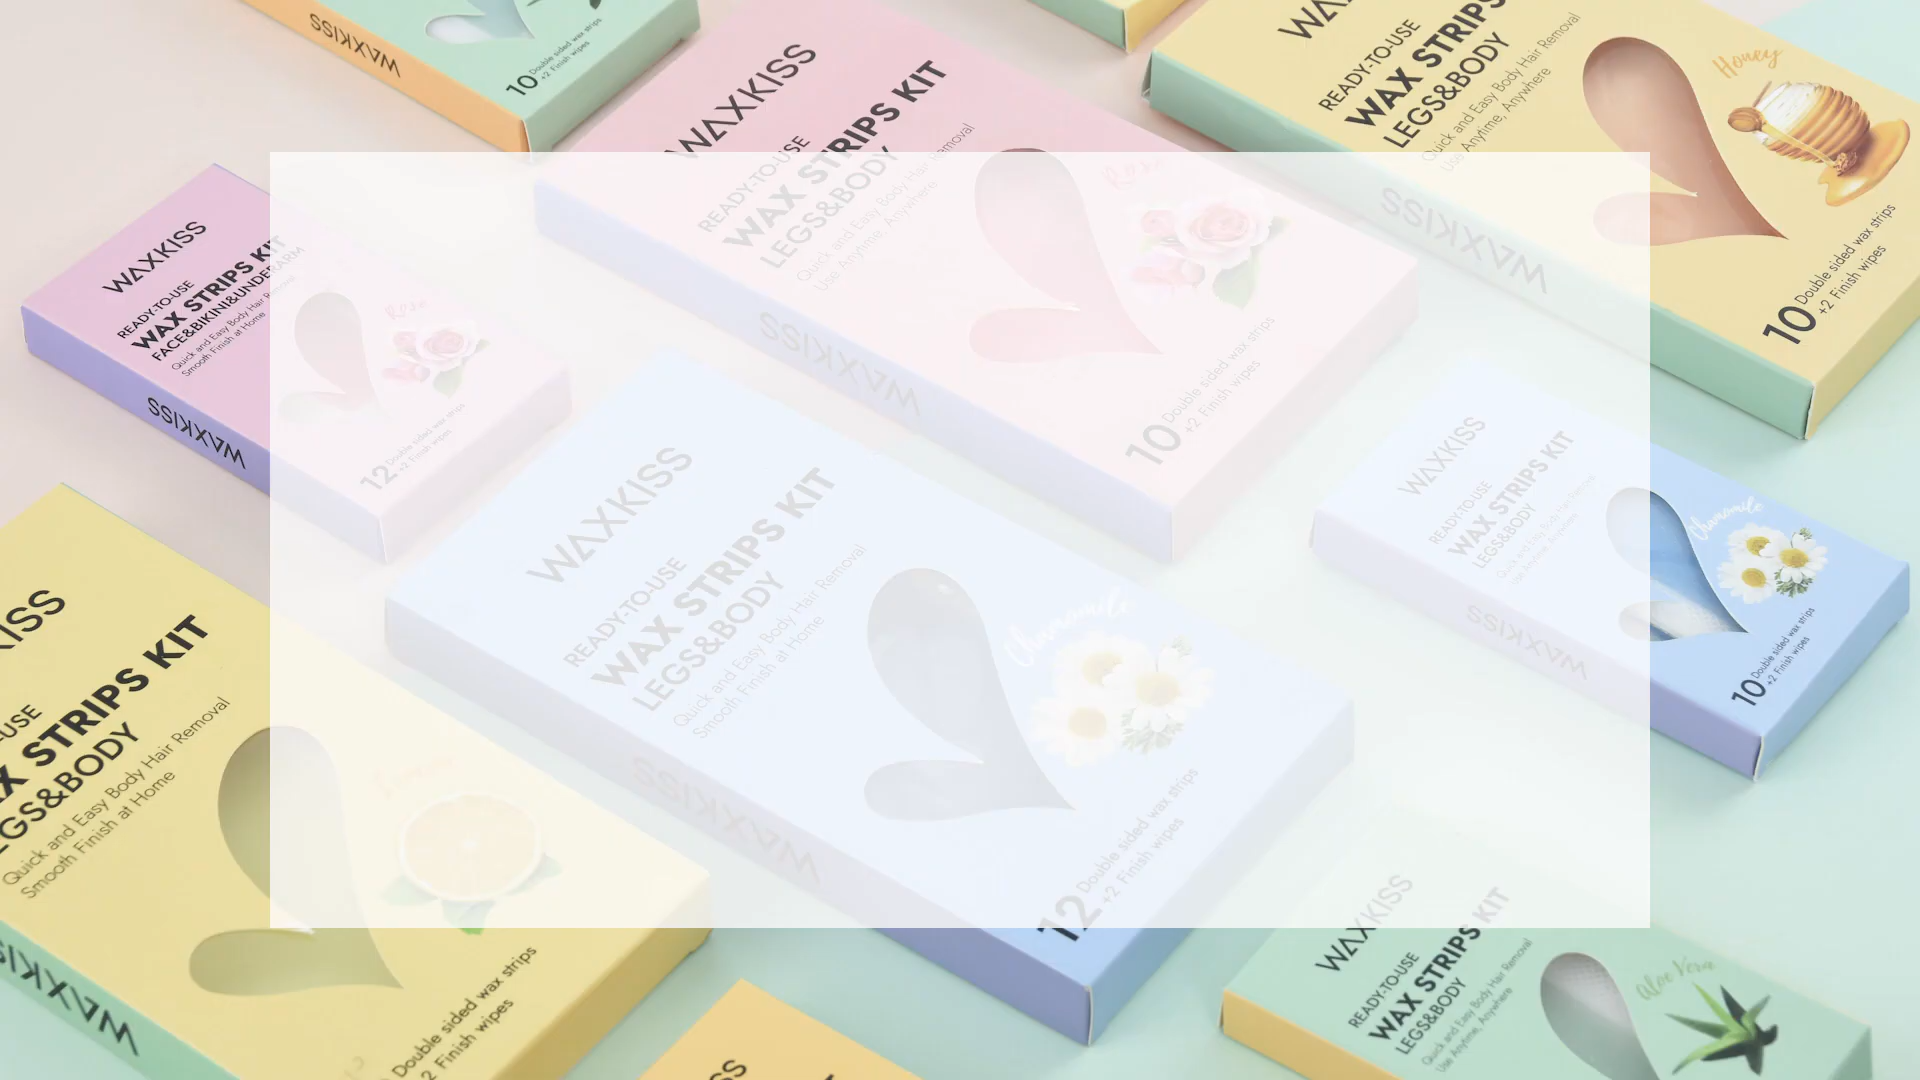 WAXKISS
10 Double sided wax strips
+2 Finish wipes
WAXKISS
READY-TO-USE
WAX STRIPS KIT
LEGS&BODY
Quick and Easy Body Hair Removal
Use Anytime, Anywhere
Rose
10 Double sided wax strips
+2 Finish wipes
WAXKISS
WAX STRIPS
READY-TO-USE
LEGS&BODY
Quick and Easy Body Hair Removal
Use Anytime, Anywhere
Honey
10 Double sided wax strips
+2 Finish wipes
WAXKISS
WAXKISS
READY-TO-USE
WAX STRIPS KIT
FACE&BIKINI&UNDERARM
Quick and Easy Body Hair Removal
Smooth Finish at Home
Rose
12 Double sided wax strips
+2 Finish wipes
WAXKISS
WAXKISS
READY-TO-USE
WAX STRIPS KIT
LEGS&BODY
Quick and Easy Body Hair Removal
Smooth Finish at Home
Chamomile
12 Double sided wax strips
+2 Finish wipes
WAXKISS
WAXKISS
READY-TO-USE
WAX STRIPS KIT
LEGS&BODY
Quick and Easy Body Hair Removal
Use Anytime, Anywhere
Chamomile
10 Double sided wax strips
+2 Finish wipes
WAXKISS
STRIPS KIT
Quick and Easy Body Hair Removal
Smooth Finish at Home
Double sided wax strips
Finish wipes
WAXKISS
WAXKISS
READY-TO-USE
WAX STRIPS KIT
LEGS&BODY
Quick and Easy Body Hair Removal
Use Anytime, Anywhere
Aloe Vera